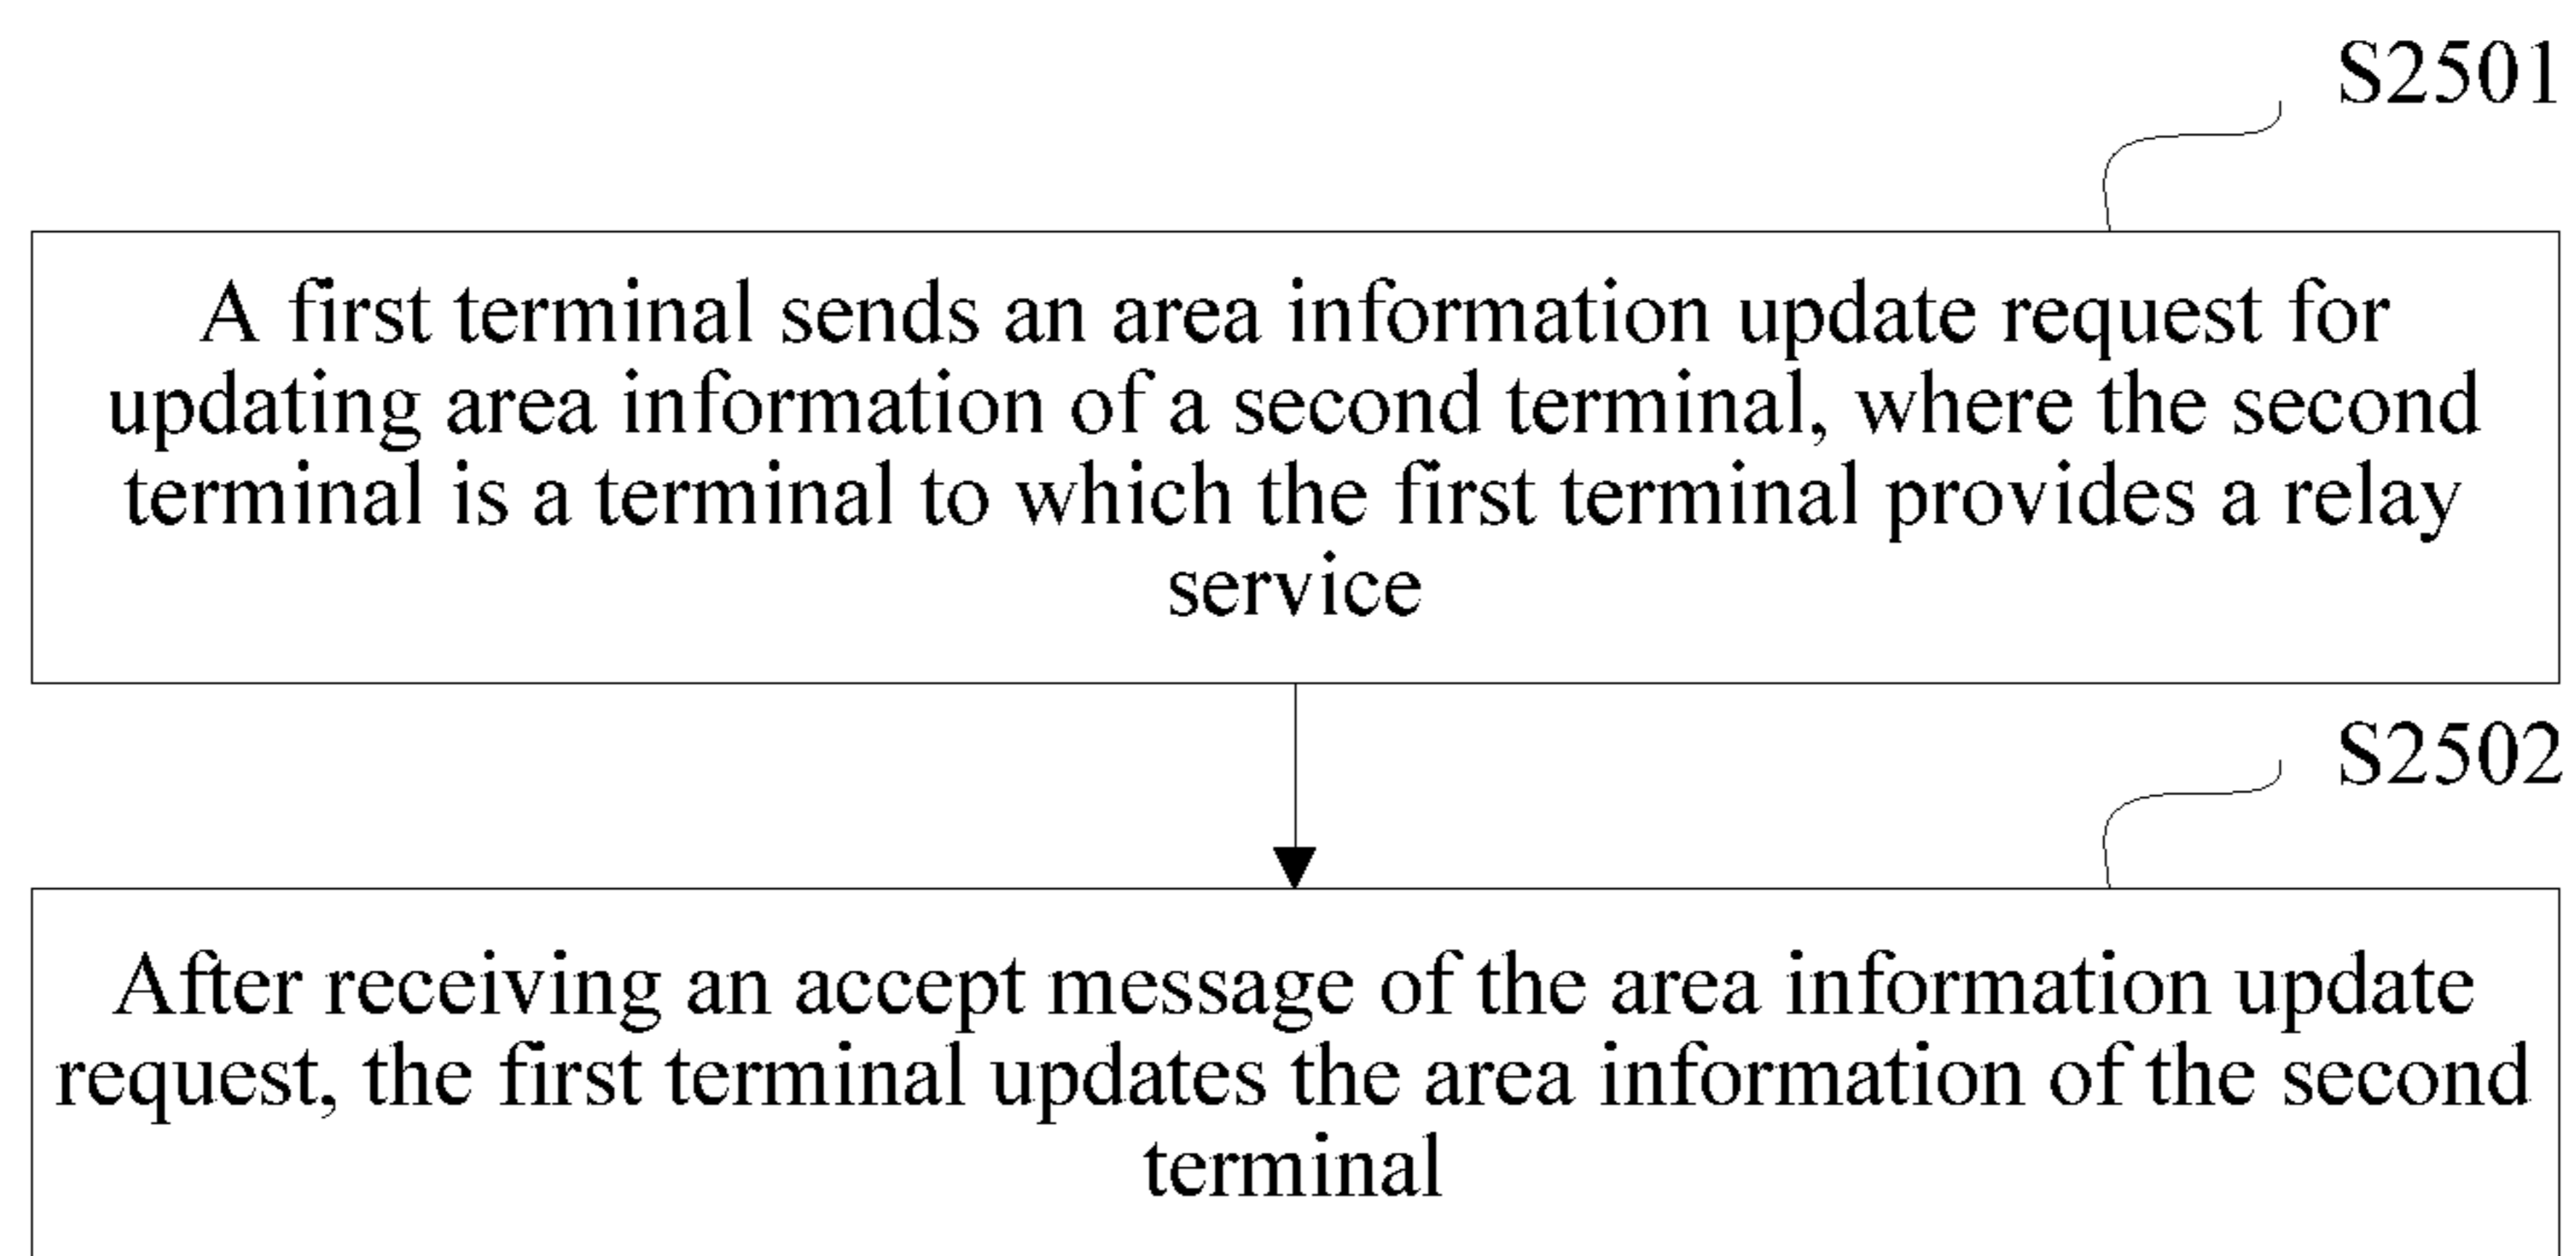 S2501
A first terminal sends an area information update request for
updating area information of a second terminal, where the second
terminal is a terminal to which the first terminal provides a relay
service
S2502
After receiving an accept message of the area information update
request, the first terminal updates the area information of the second
terminal